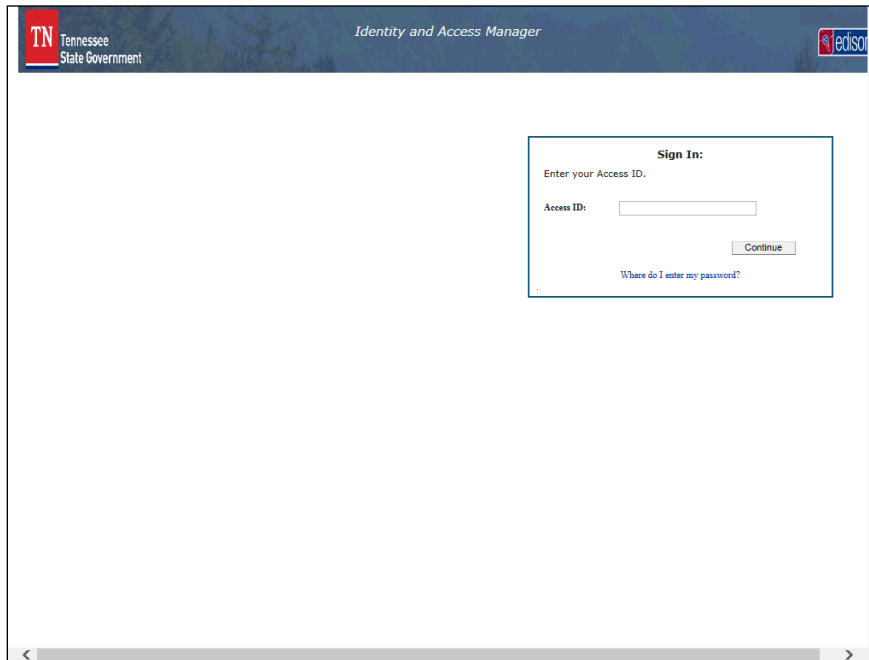 TN Tennessee
State Government
Identity and Access Manager
edison
Sign In:
Enter your Access ID.
Access ID:
Continue
Where do I enter my password?